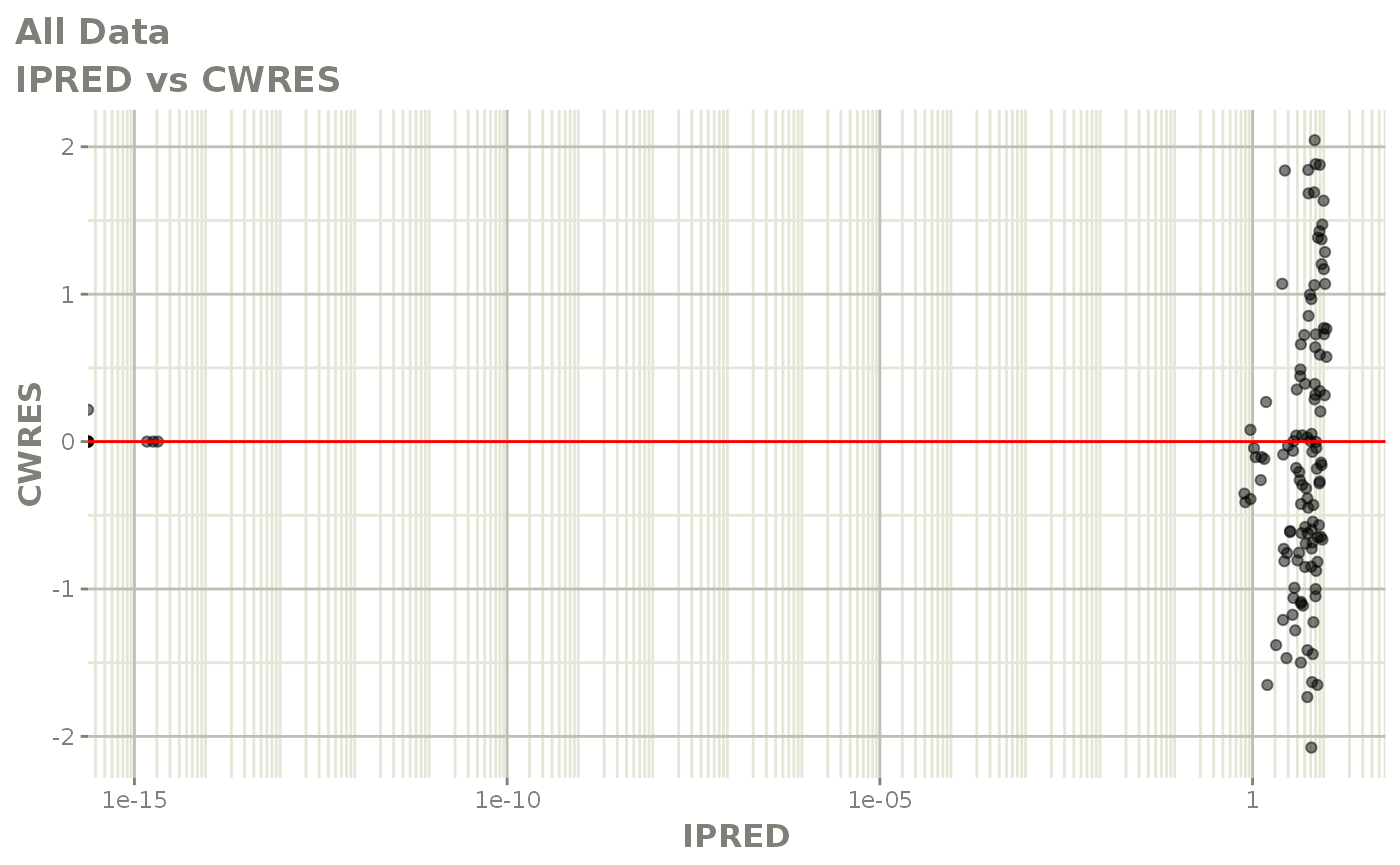 All Data
IPRED vs CWRES
2
1
0
-1
-2
CWRES
1e-15
1e-10
1e-05
1
IPRED